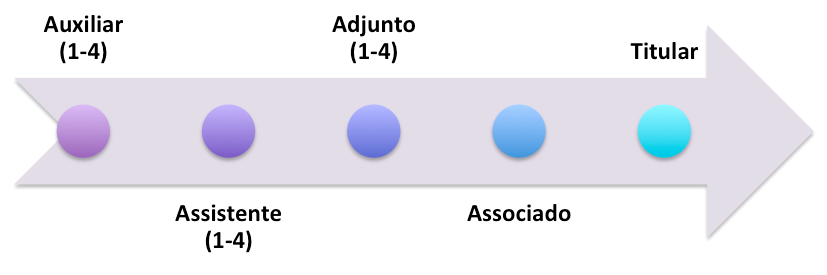 Auxiliar
(1-4)
Assistente
(1-4)
Adjunto
(1-4)
Associado
Titular